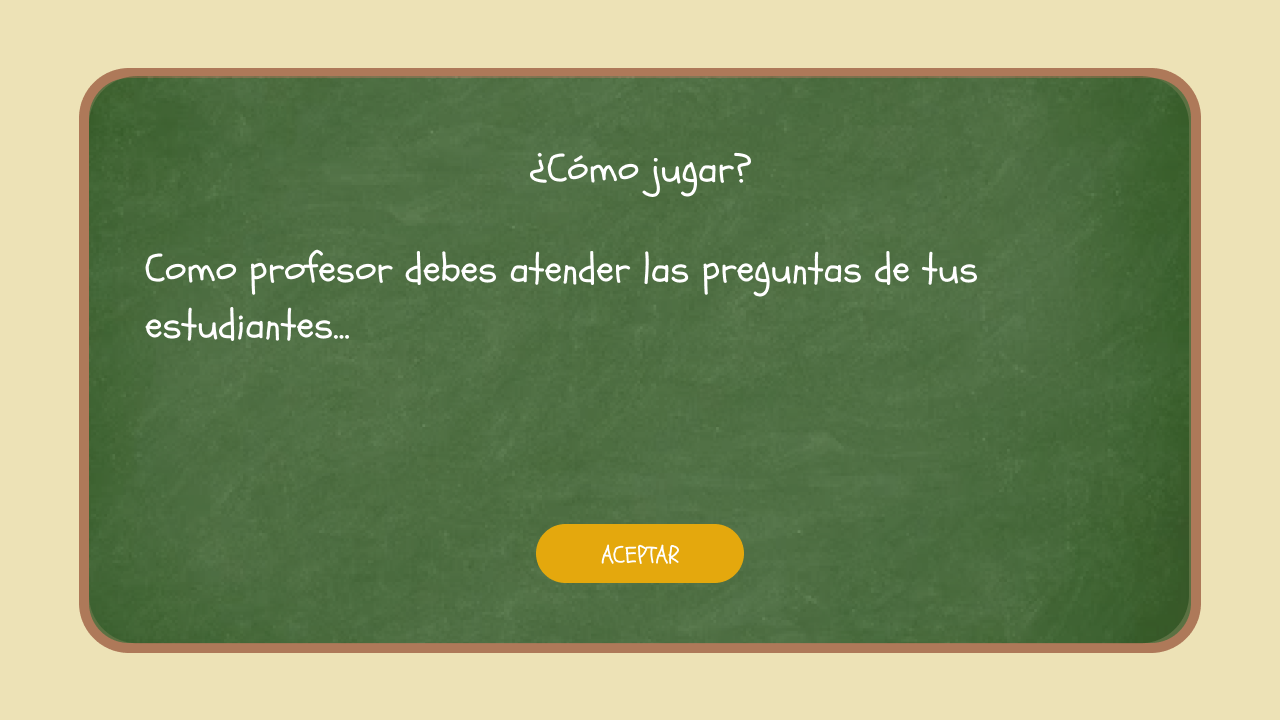 ¿Cómo jugar?
Como profesor debes atender las preguntas de tus
estudiantes...
ACEPTAR